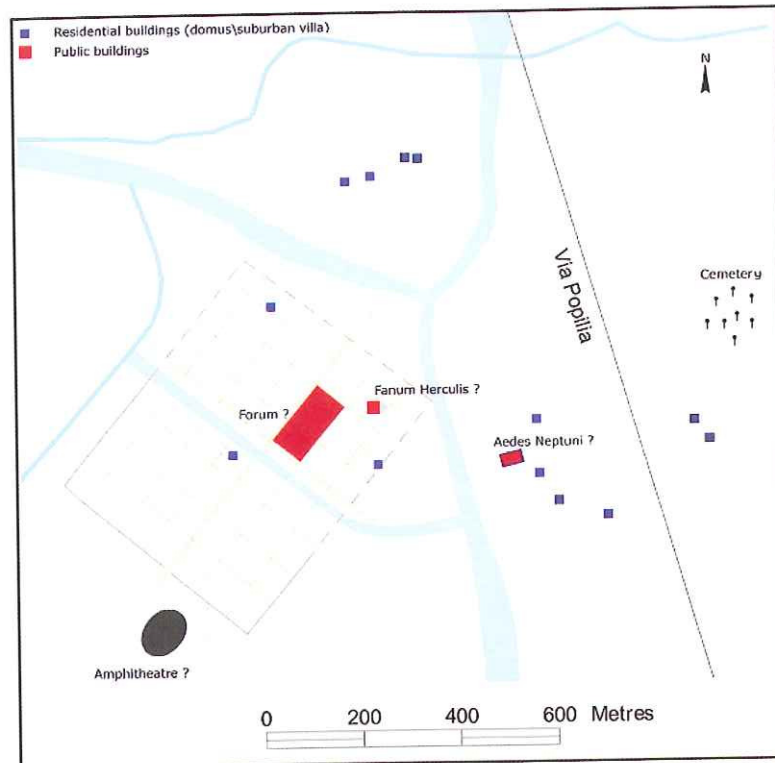 Residential buildings (domus\suburban villa)
Public buildings
N
Via Popilia
Cemetery
Fanum Herculis ?
Forum ?
Aedes Neptuni ?
Amphitheatre ?
0 200 400 600 Metres